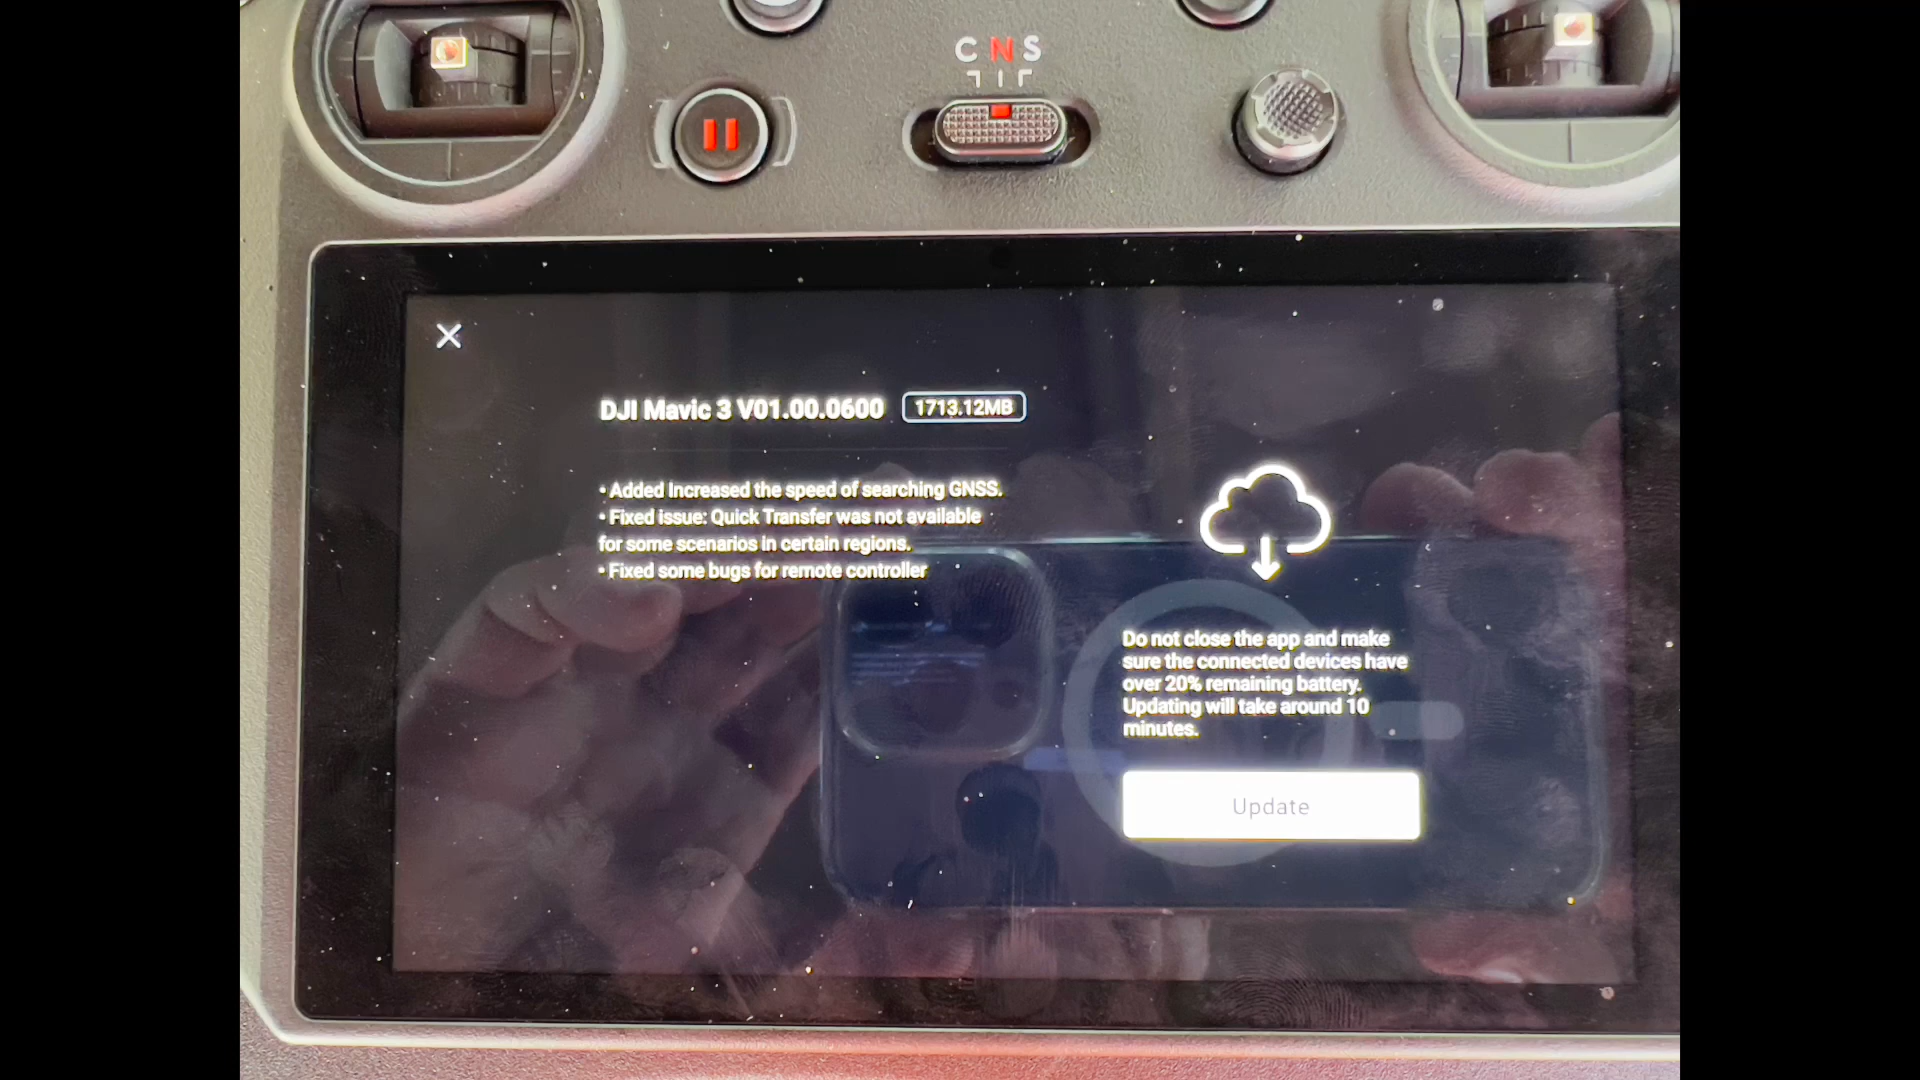 C N S
DJI Mavic 3 V01.00.0600 1713.12MB
• Added Increased the speed of searching GNSS.
• Fixed issue: Quick Transfer was not available
for some scenarios in certain regions.
• Fixed some bugs for remote controller
Do not close the app and make
sure the connected devices have
over 20% remaining battery.
Updating will take around 10
minutes.
Update